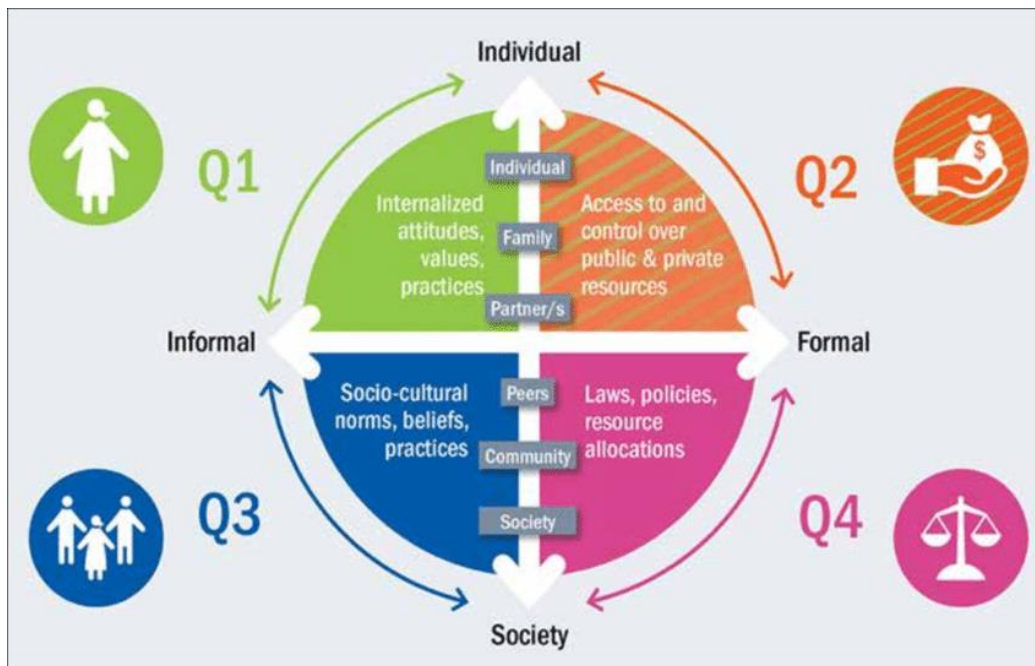 Individual
Q1
Q2
Individual
Internalized
attitudes,
values,
practices
Family
Access to and
control over
public & private
resources
Partner/s
Informal
Formal
Socio-cultural
norms, beliefs,
practices
Peers
Laws, policies,
resource
allocations
Community
Society
Q3
Q4
$
Society